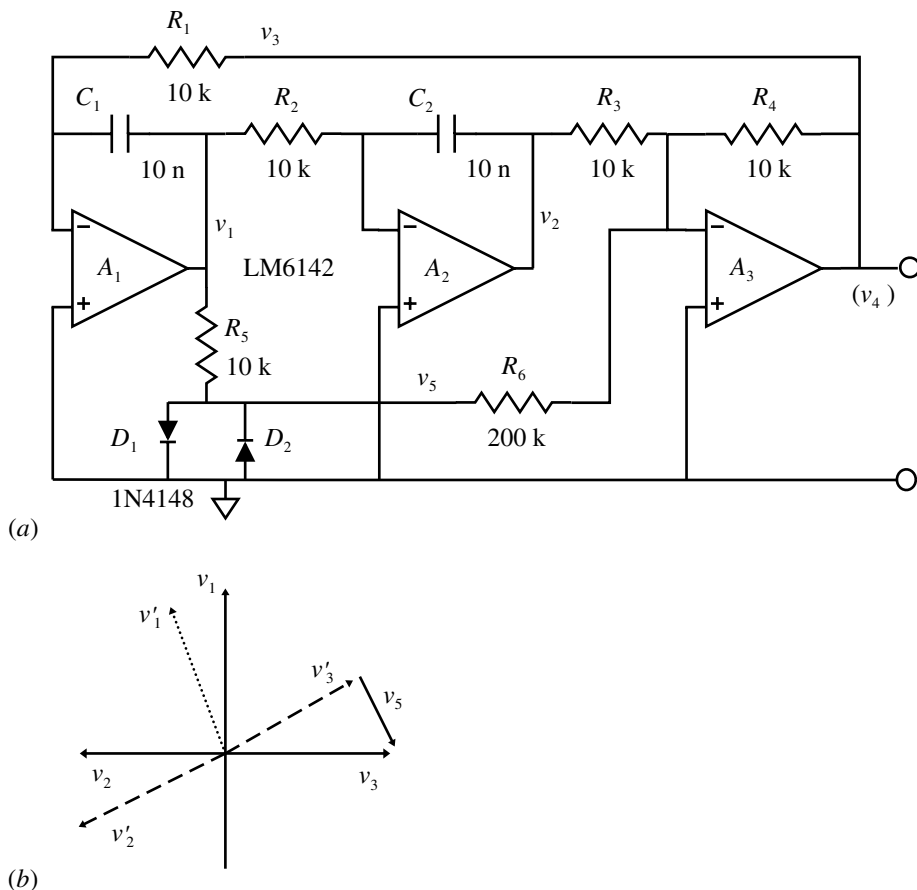 R1 v3
10 k
C1 R2 C2 R3 R4
10 n 10 k 10 n 10 k 10 k
v1 v2
− − −
A1 LM6142 A2 A3
+ + +
(v4 )
R5
10 k
v5 R6
200 k
D1 D2
1N4148
(a)
v1
v′1
v′3
v5
v2 v3
v′2
(b)